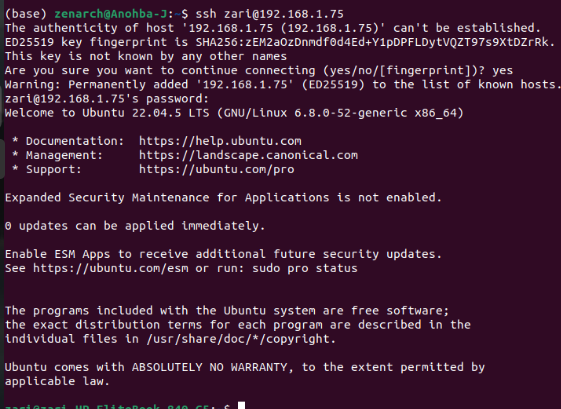 (base) zenarch@Anohba-J:~$ ssh zari@192.168.1.75
The authenticity of host '192.168.1.75 (192.168.1.75)' can't be established.
ED25519 key fingerprint is SHA256:zEM2aOzDnmdf0d4Ed+Y1pDPFLDytVQZT97s9XtDZrRk.
This key is not known by any other names
Are you sure you want to continue connecting (yes/no/[fingerprint])? yes
Warning: Permanently added '192.168.1.75' (ED25519) to the list of known hosts.
zari@192.168.1.75's password:
Welcome to Ubuntu 22.04.5 LTS (GNU/Linux 6.8.0-52-generic x86_64)
* Documentation: https://help.ubuntu.com
* Management: https://landscape.canonical.com
* Support: https://ubuntu.com/pro
Expanded Security Maintenance for Applications is not enabled.
0 updates can be applied immediately.
Enable ESM Apps to receive additional future security updates.
See https://ubuntu.com/esm or run: sudo pro status
The programs included with the Ubuntu system are free software;
the exact distribution terms for each program are described in the
individual files in /usr/share/doc/*/copyright.
Ubuntu comes with ABSOLUTELY NO WARRANTY, to the extent permitted by
applicable law.
zari@zari-HP-EliteBook-840-G5:~$